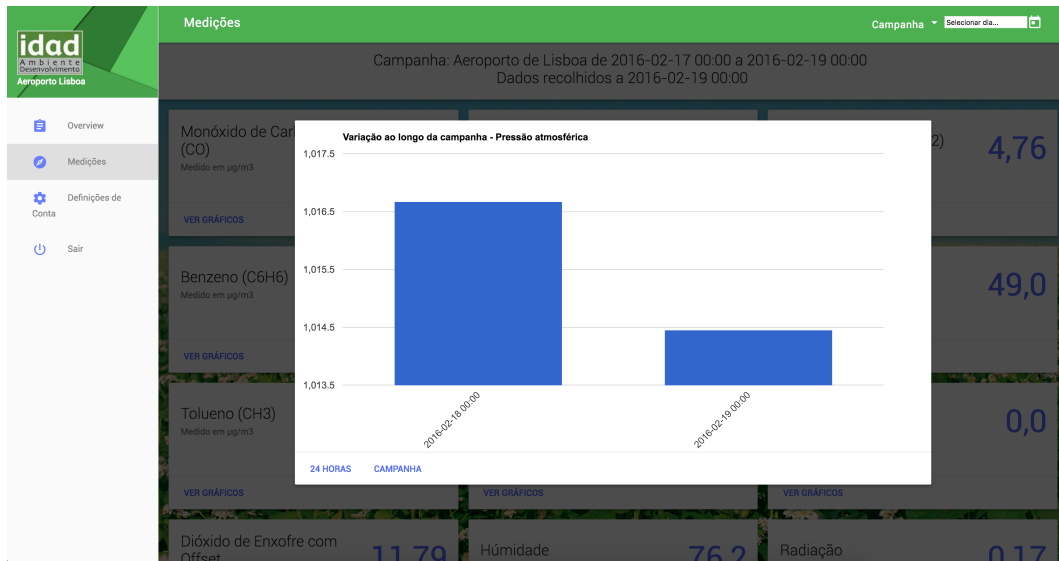 idad
Ambiente
Desenvolvimento
Aeroporto Lisboa
Overview
Medições
Definições de
Conta
Sair
Medições
Campanha
Selecionar dia...
Campanha: Aeroporto de Lisboa de 2016-02-17 00:00 a 2016-02-19 00:00
Dados recolhidos a 2016-02-19 00:00
Monóxido de Car
(CO)
Medido em µg/m3
VER GRÁFICOS
2)
4,76
Variação ao longo da campanha - Pressão atmosférica
1,017.5
1,016.5
1,015.5
1,014.5
1,013.5
2016-02-18 00:00
2016-02-19 00:00
24 HORAS
CAMPANHA
Benzeno (C6H6)
Medido em µg/m3
VER GRÁFICOS
49,0
Tolueno (CH3)
Medido em µg/m3
VER GRÁFICOS
VER GRÁFICOS
VER GRÁFICOS
0,0
Dióxido de Enxofre com
Offset
11,79
Húmidade
76,2
Radiação
0,17